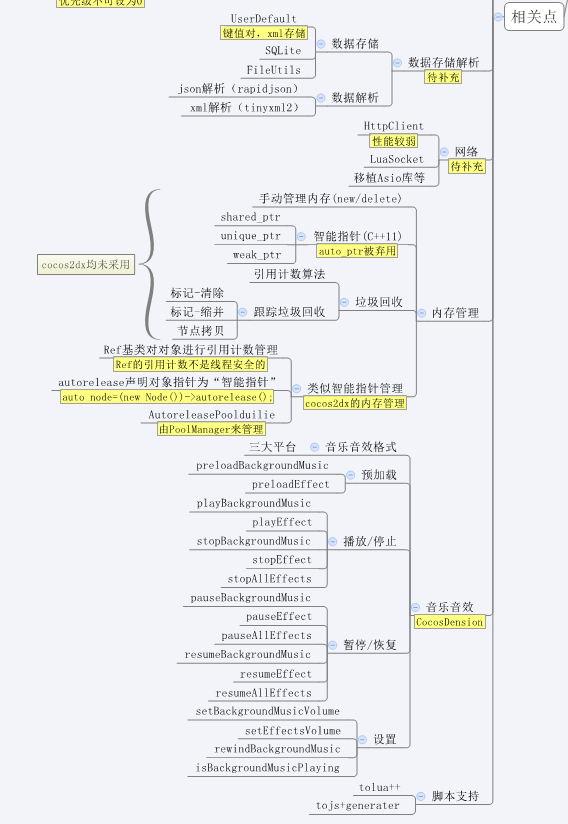 优先级不可设为0
相关点
UserDefault
键值对，xml存储
SQLite
FileUtils
数据存储
json解析（rapidjson）
xml解析（tinyxml2）
数据解析
数据存储解析
待补充
HttpClient
性能较弱
LuaSocket
移植Asio库等
网络
待补充
手动管理内存(new/delete)
shared_ptr
unique_ptr
weak_ptr
智能指针(C++11)
auto_ptr被弃用
引用计数算法
标记-清除
标记-缩并
节点拷贝
跟踪垃圾回收
垃圾回收
cocos2dx均未采用
内存管理
Ref基类对对象进行引用计数管理
Ref的引用计数不是线程安全的
autorelease声明对象指针为“智能指针”
auto node=(new Node())->autorelease();
AutoreleasePoolduilie
由PoolManager来管理
类似智能指针管理
cocos2dx的内存管理
三大平台
音乐音效格式
preloadBackgroundMusic
preloadEffect
预加载
playBackgroundMusic
playEffect
stopBackgroundMusic
stopEffect
stopAllEffects
播放/停止
pauseBackgroundMusic
pauseEffect
pauseAllEffects
resumeBackgroundMusic
resumeEffect
resumeAllEffects
暂停/恢复
音乐音效
CocosDension
setBackgroundMusicVolume
setEffectsVolume
rewindBackgroundMusic
isBackgroundMusicPlaying
设置
tolua++
tojs+generater
脚本支持